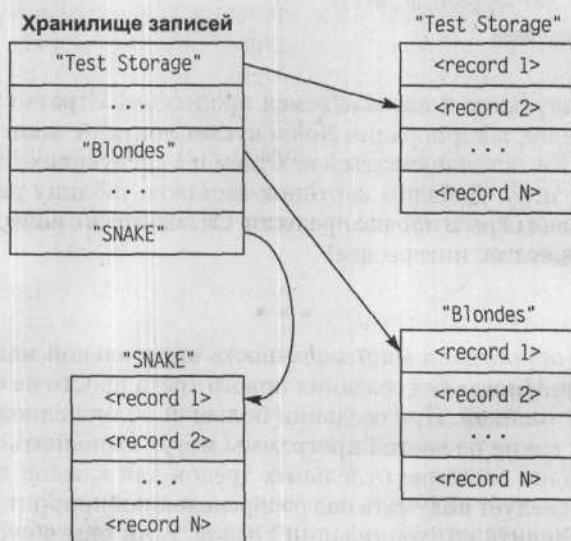 Хранилище записей
"Test Storage"
"Blondes"
. . .
"SNAKE"
"Test Storage"
<record 1>
<record 2>
. . .
<record N>
"Blondes"
<record 1>
<record 2>
. . .
<record N>
"SNAKE"
<record 1>
<record 2>
. . .
<record N>